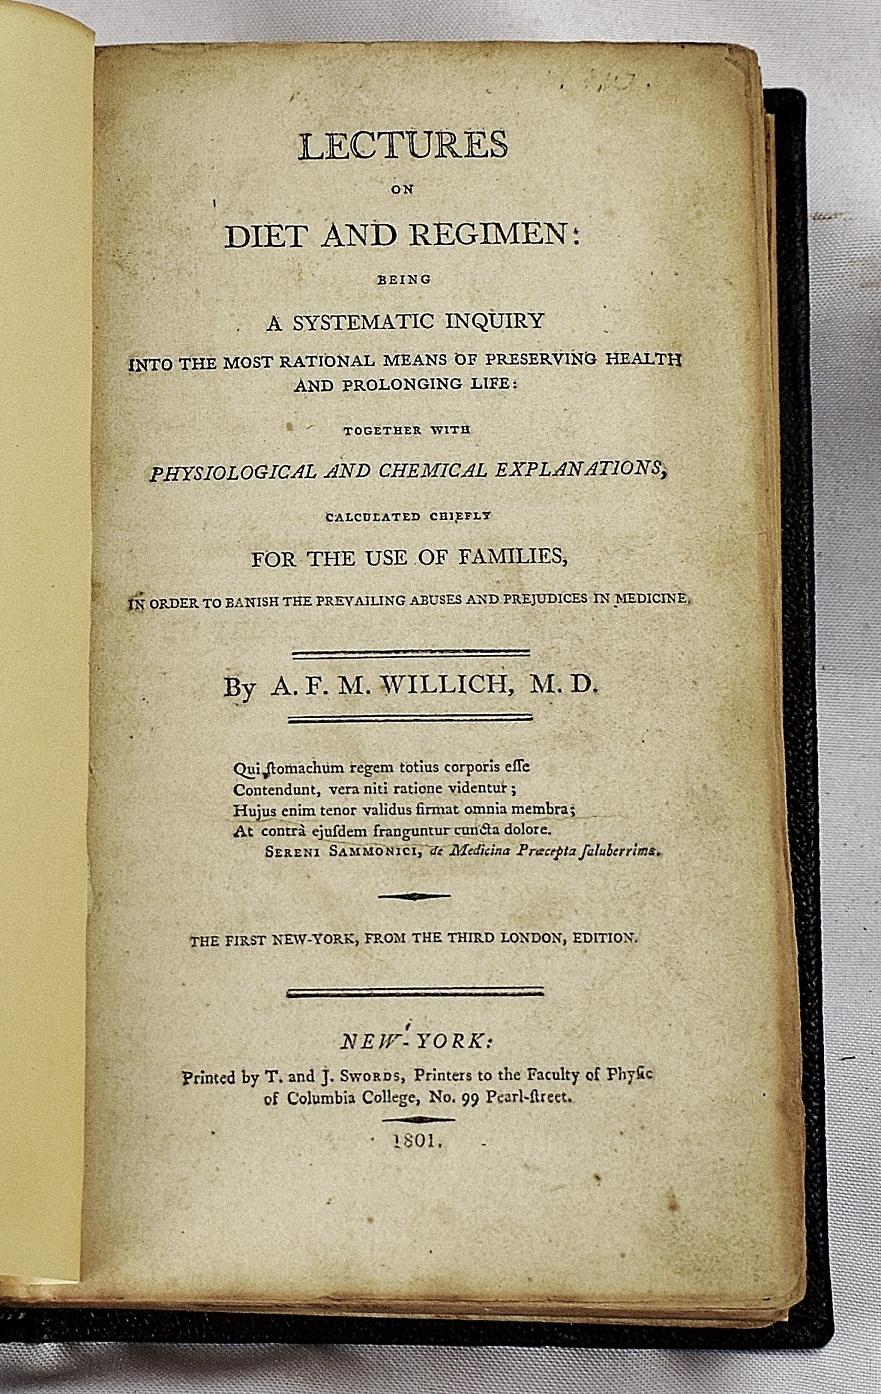 LECTURES
ON
DIET AND REGIMEN:
BEING
A SYSTEMATIC INQUIRY
INTO THE MOST RATIONAL MEANS OF PRESERVING HEALTH
AND PROLONGING LIFE:
TOGETHER WITH
PHYSIOLOGICAL AND CHEMICAL EXPLANATIONS,
CALCULATED CHIEFLY
FOR THE USE OF FAMILIES,
IN ORDER TO BANISH THE PREVAILING ABUSES AND PREJUDICES IN MEDICINE.
By A. F. M. WILLICH, M. D.
Qui ſtomachum regem totius corporis eſſe
Contendunt, vera niti ratione videntur;
Hujus enim tenor validus firmat omnia membra;
At contrà ejuſdem franguntur cuncta dolore.
SERENI SAMMONICI, de Medicina Præcepta ſaluberrima.
THE FIRST NEW-YORK, FROM THE THIRD LONDON, EDITION.
NEW-YORK:
Printed by T. and J. SWORDS, Printers to the Faculty of Phyſic
of Columbia College, No. 99 Pearl-ſtreet.
1801.